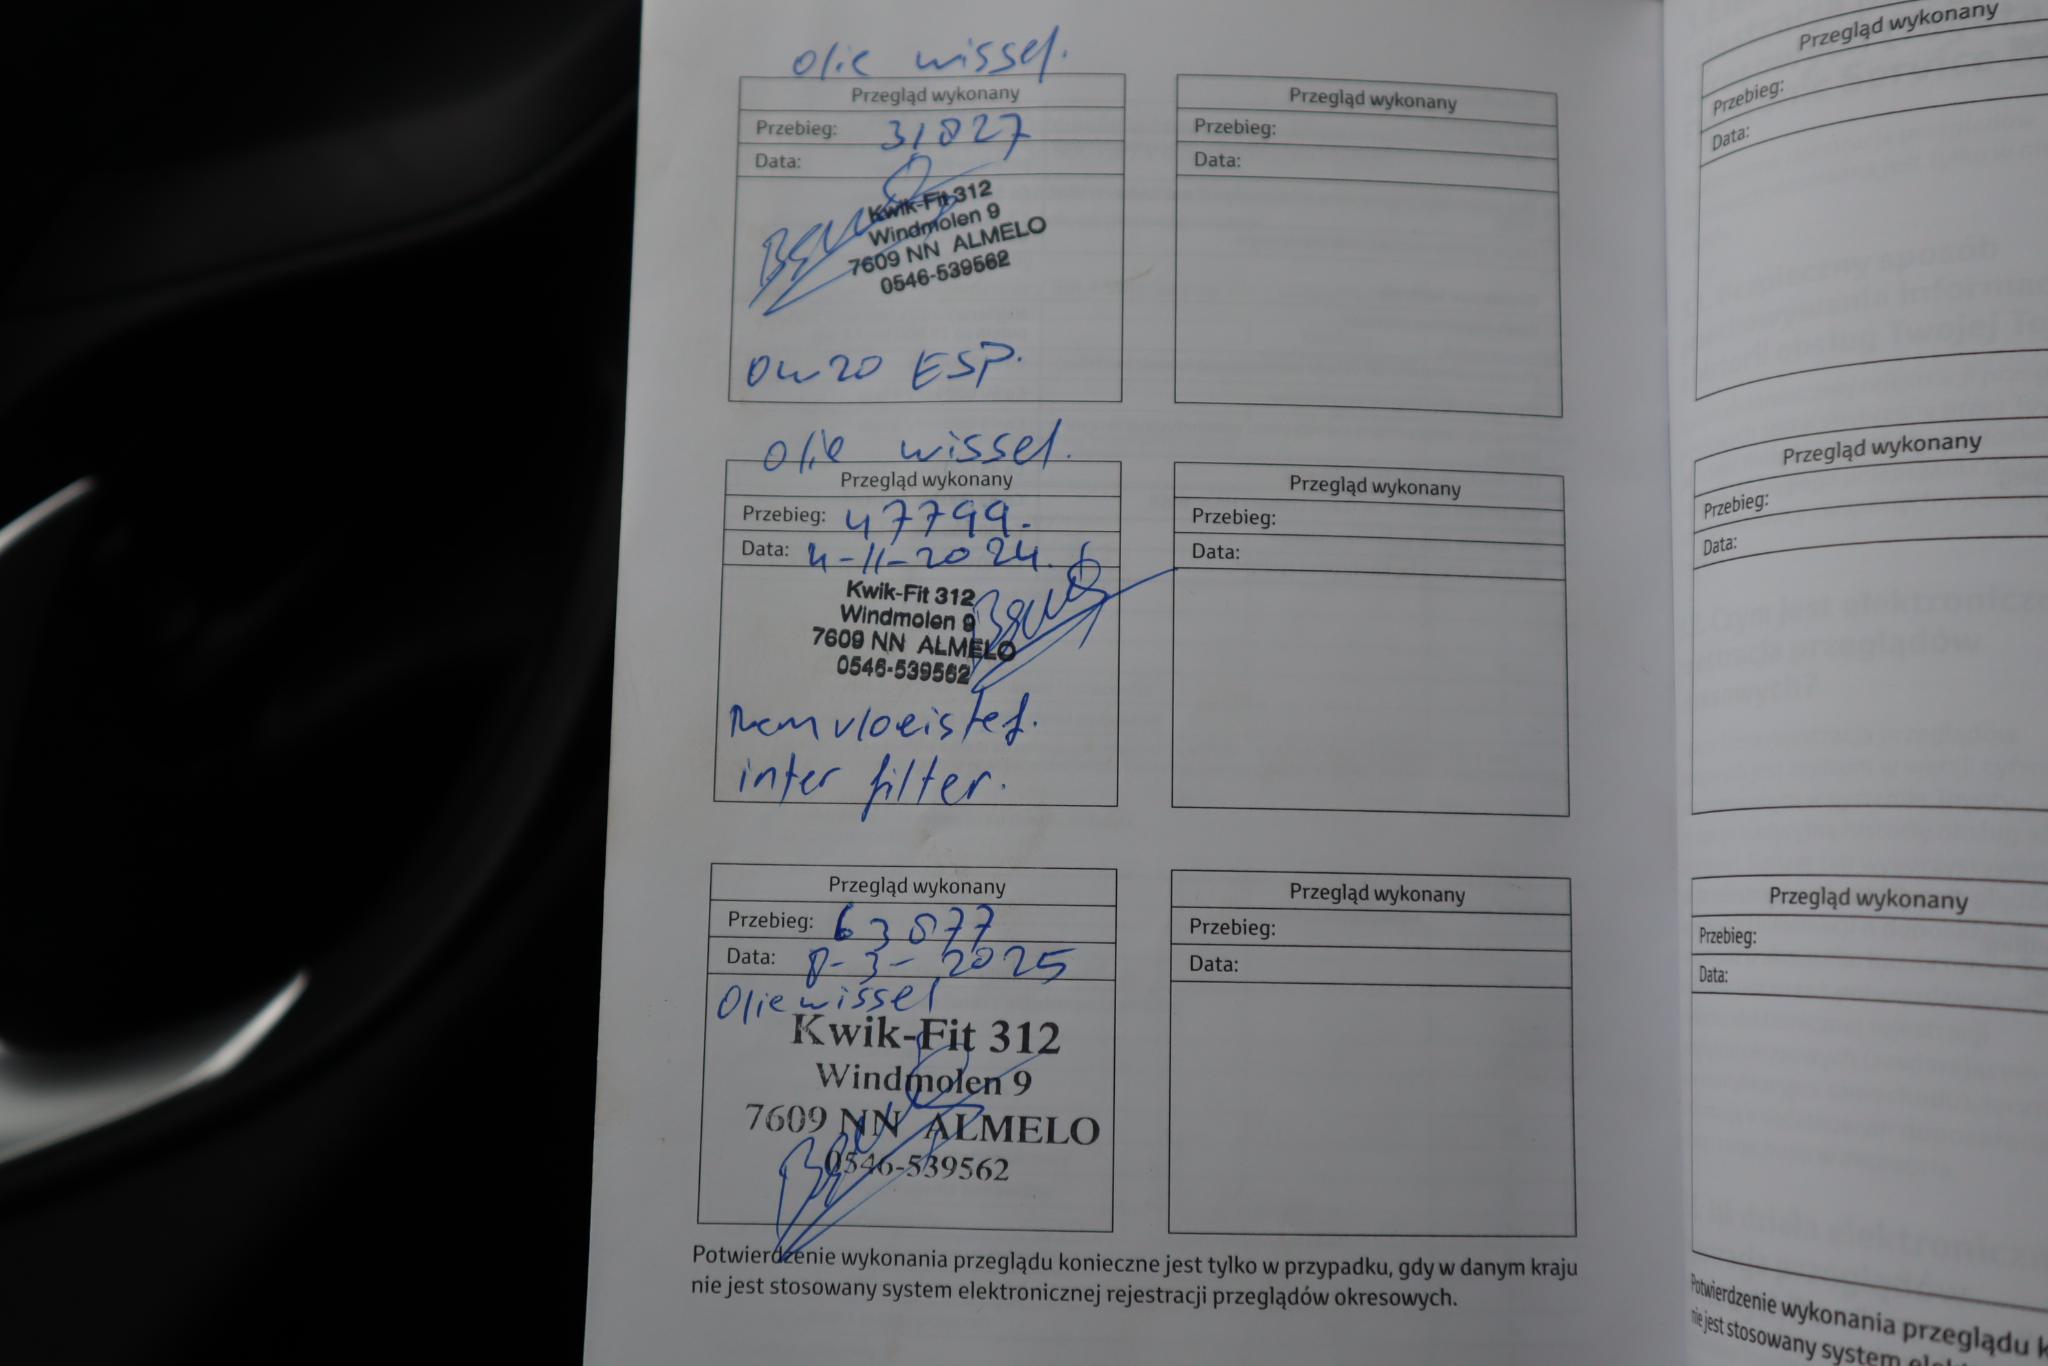 olie wissel.
Przegląd wykonany
Przebieg: 31827
Data:
Kwik-Fit 312
Windmolen 9
7609 NN ALMELO
0546-539562
0w20 ESP.
olie wissel.
Przegląd wykonany
Przebieg: 47799.
Data: 4-11-2024.
Kwik-Fit 312
Windmolen 9
7609 NN ALMELO
0546-539562
Remvloeistof.
inter filter.
Przegląd wykonany
Przebieg: 63877
Data: 8-3-2025
Olie wissel
Kwik-Fit 312
Windmolen 9
7609 NN ALMELO
0546-539562
Przegląd wykonany
Przebieg:
Data:
Przegląd wykonany
Przebieg:
Data:
Przegląd wykonany
Przebieg:
Data:
Potwierdzenie wykonania przeglądu konieczne jest tylko w przypadku, gdy w danym kraju
nie jest stosowany system elektronicznej rejestracji przeglądów okresowych.
Przegląd wykonany
Przebieg:
Data:
Przegląd wykonany
Przebieg:
Data:
Przegląd wykonany
Przebieg:
Data:
Potwierdzenie wykonania przeglądu
nie jest stosowany system